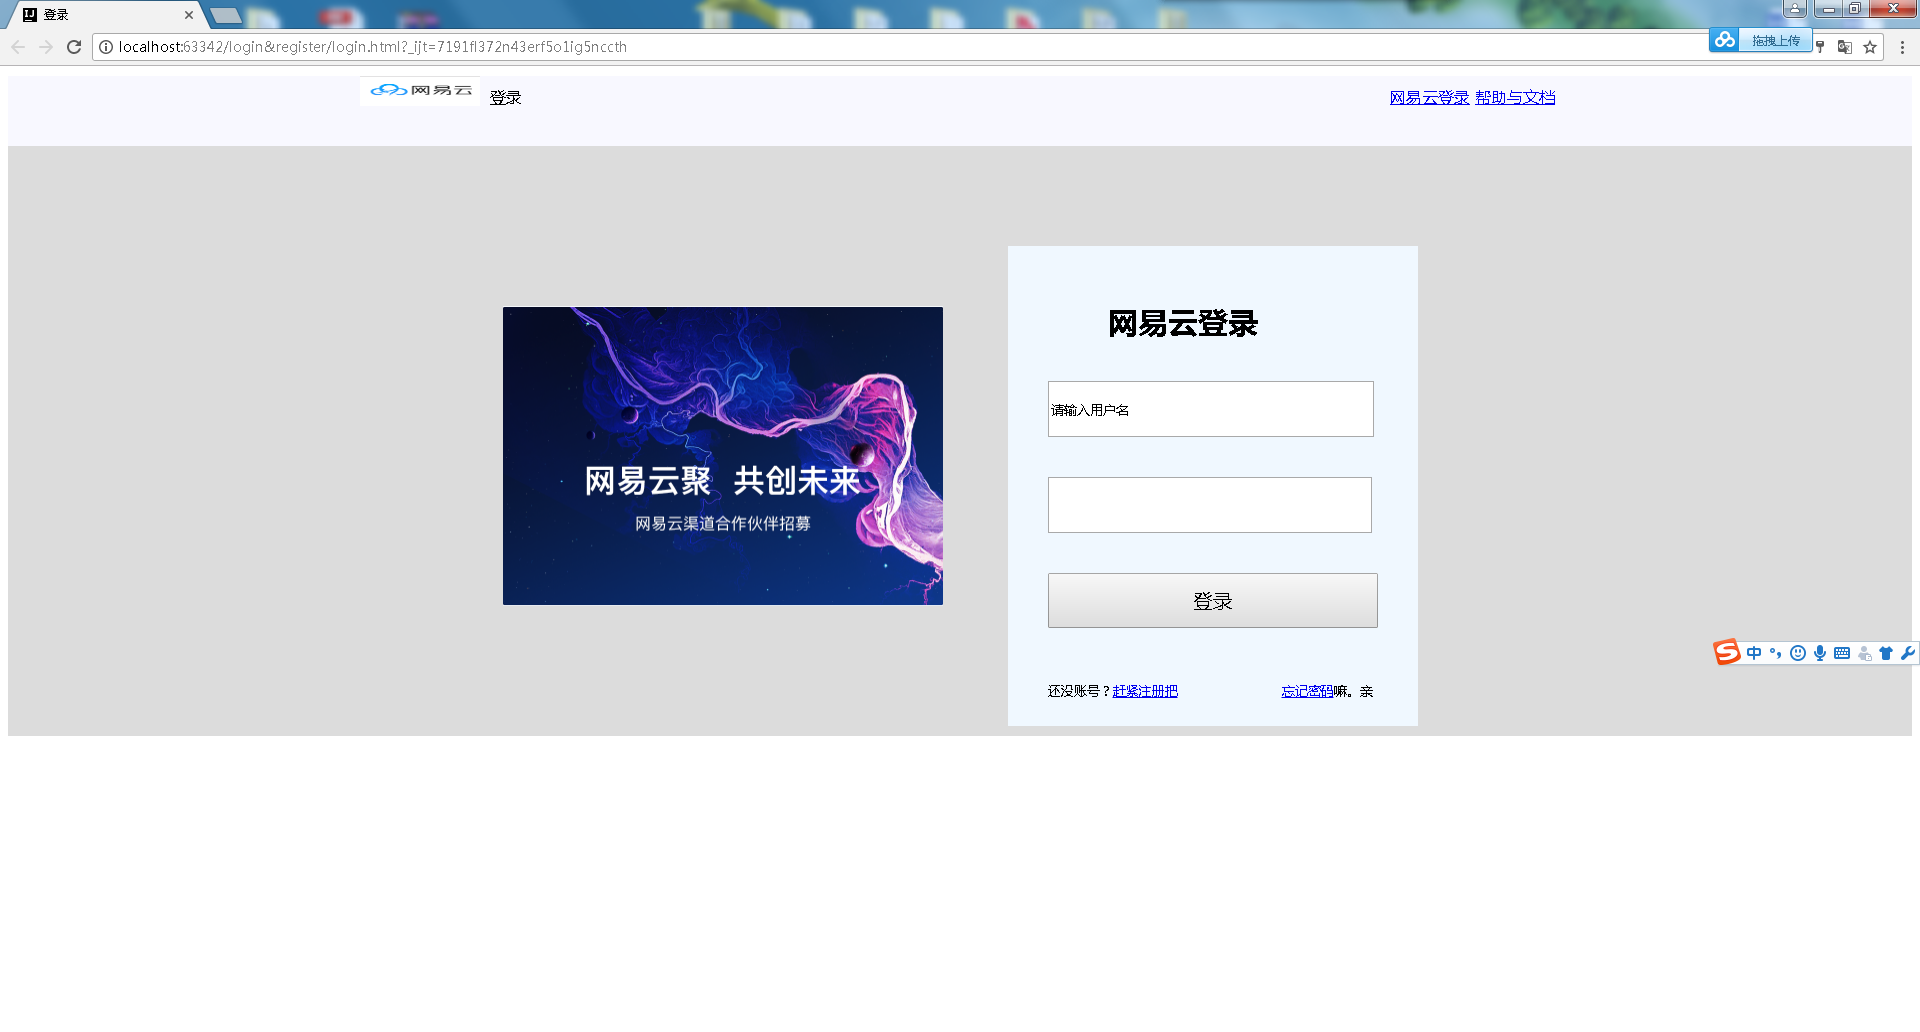 登录
localhost:63342/login&register/login.html?_ijt=7191fl372n43erf5o1ig5nccth
拖拽上传
网易云 登录
网易云登录 帮助与文档
网易云登录
请输入用户名
网易云聚 共创未来
网易云渠道合作伙伴招募
登录
中
还没账号？赶紧注册把
忘记密码嘛。亲